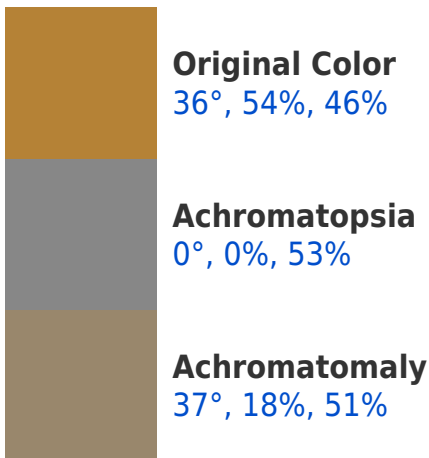 Original Color
36°, 54%, 46%
Achromatopsia
0°, 0%, 53%
Achromatomaly
37°, 18%, 51%